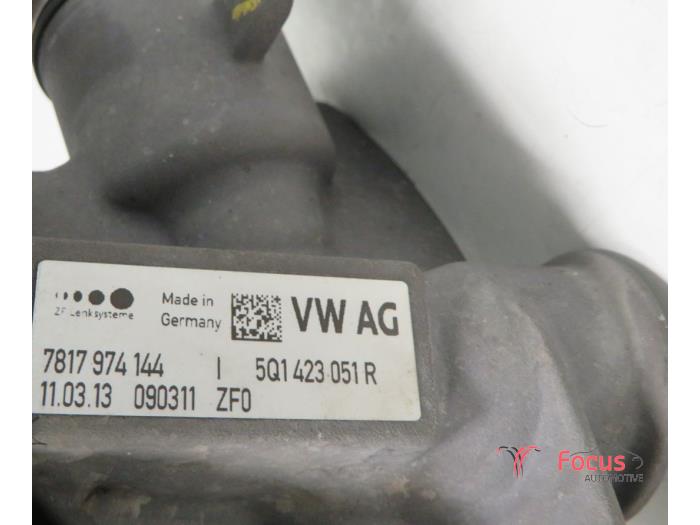 ZF Lenksysteme
Made in
Germany
VW AG
7817 974 144 I 5Q1 423 051 R
11.03.13 090311 ZF0
Focus
AUTOMOTIVE